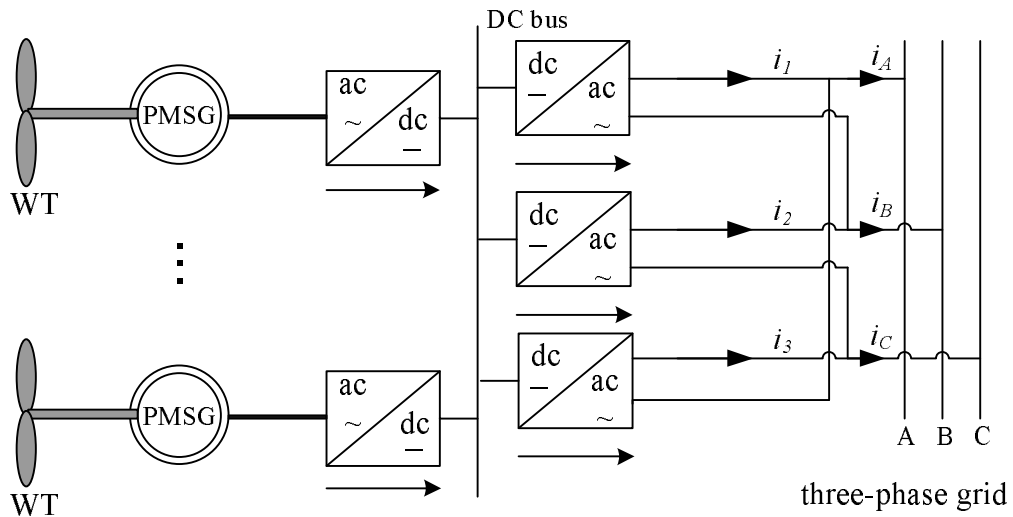 DC bus
dc
ac
~
i1
iA
PMSG
ac
~
dc
WT
dc
ac
~
i2
iB
dc
ac
~
i3
iC
PMSG
ac
~
dc
A B C
WT
three-phase grid